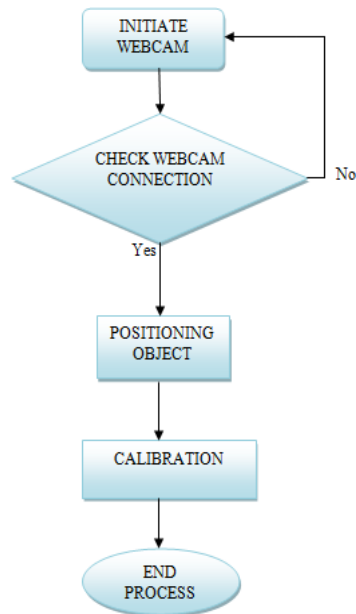 INITIATE
WEBCAM
CHECK WEBCAM
CONNECTION
No
Yes
POSITIONING
OBJECT
CALIBRATION
END
PROCESS